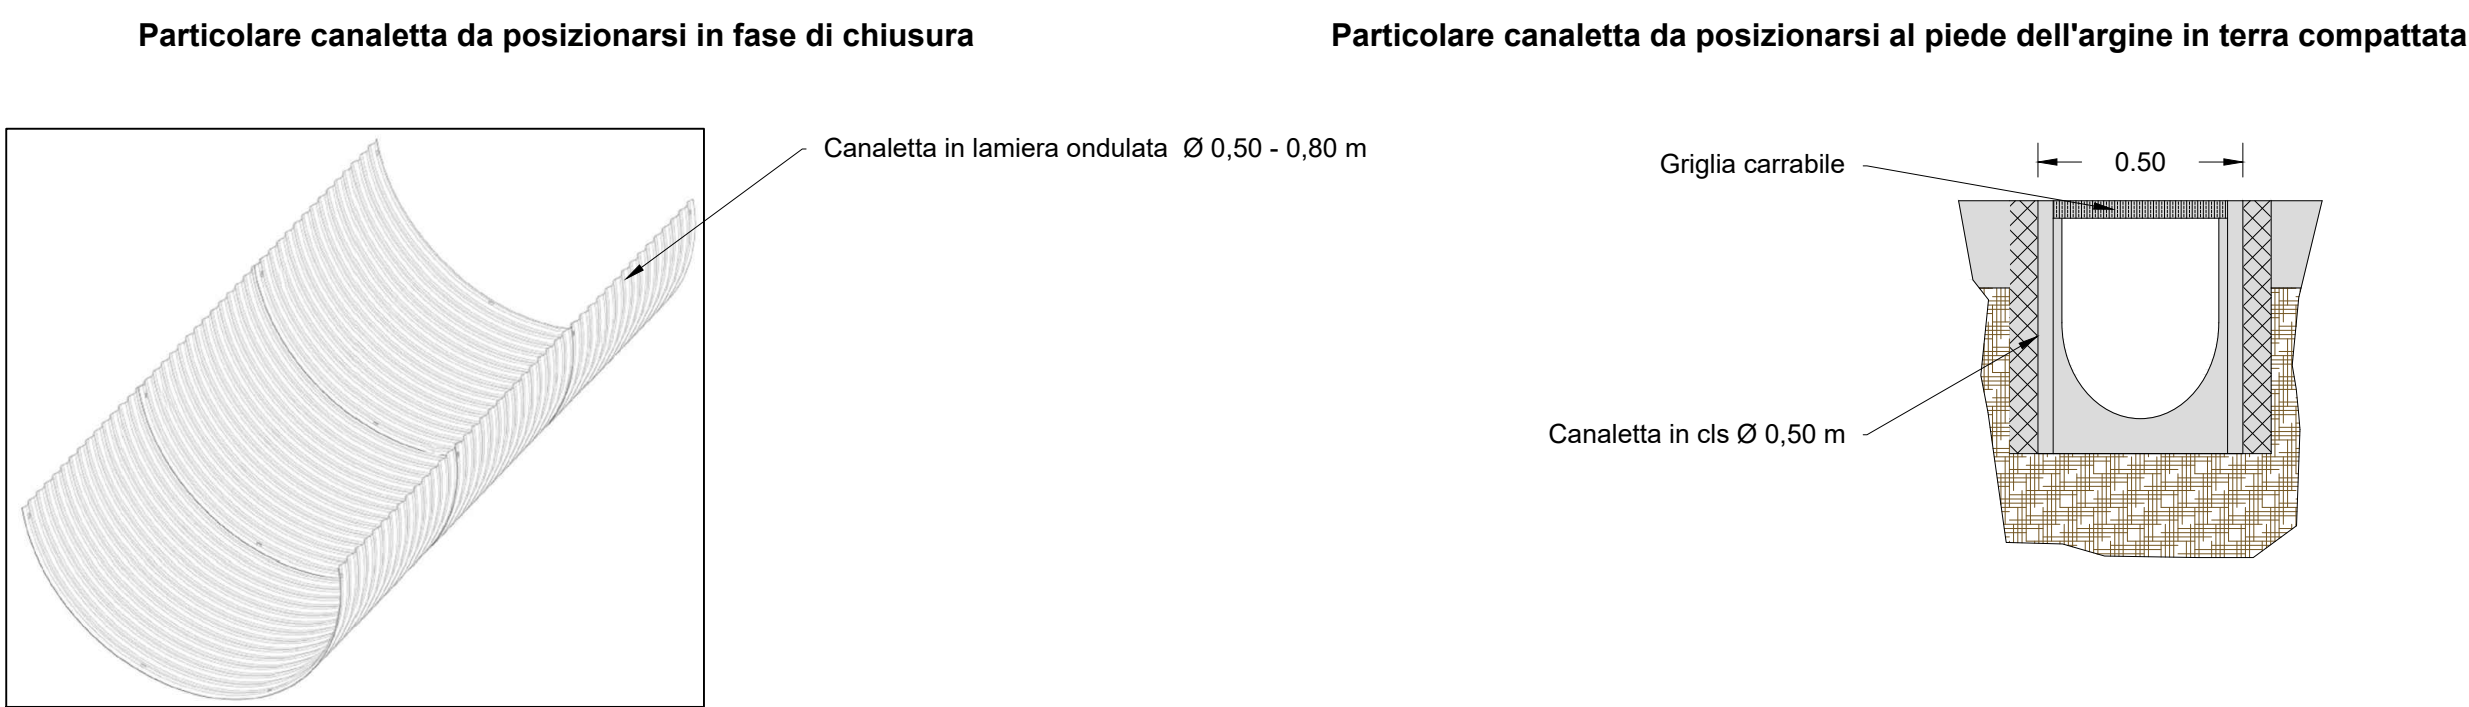 Particolare canaletta da posizionarsi in fase di chiusura
Particolare canaletta da posizionarsi al piede dell'argine in terra compattata
Canaletta in lamiera ondulata Ø 0,50 - 0,80 m
Griglia carrabile
0.50
Canaletta in cls Ø 0,50 m